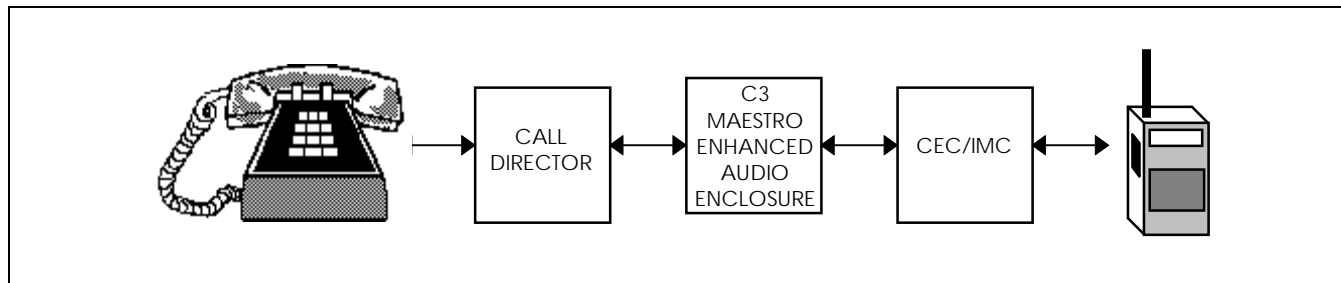 CALL
DIRECTOR
C3
MAESTRO
ENHANCED
AUDIO
ENCLOSURE
CEC/IMC